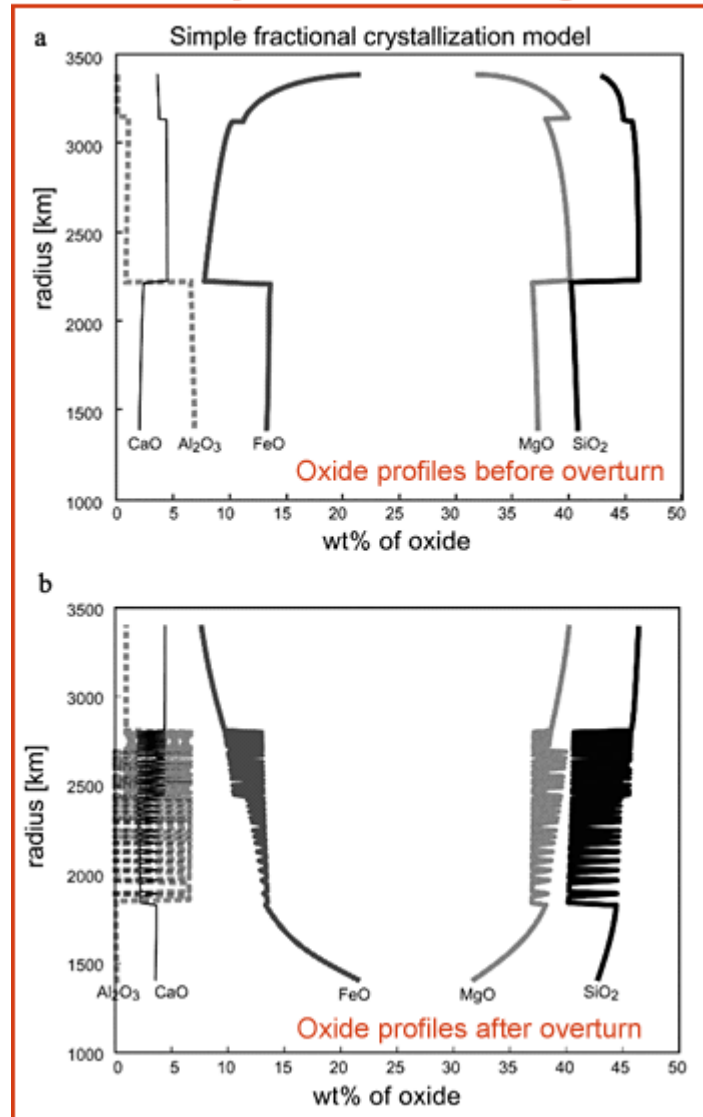 a
Simple fractional crystallization model
3500
3000
2500
2000
1500
1000
radius [km]
CaO Al₂O₃ FeO MgO SiO₂
Oxide profiles before overturn
0 5 10 15 20 25 30 35 40 45 50
wt% of oxide
b
3500
3000
2500
2000
1500
1000
radius [km]
Al₂O₃ CaO FeO MgO SiO₂
Oxide profiles after overturn
0 5 10 15 20 25 30 35 40 45 50
wt% of oxide